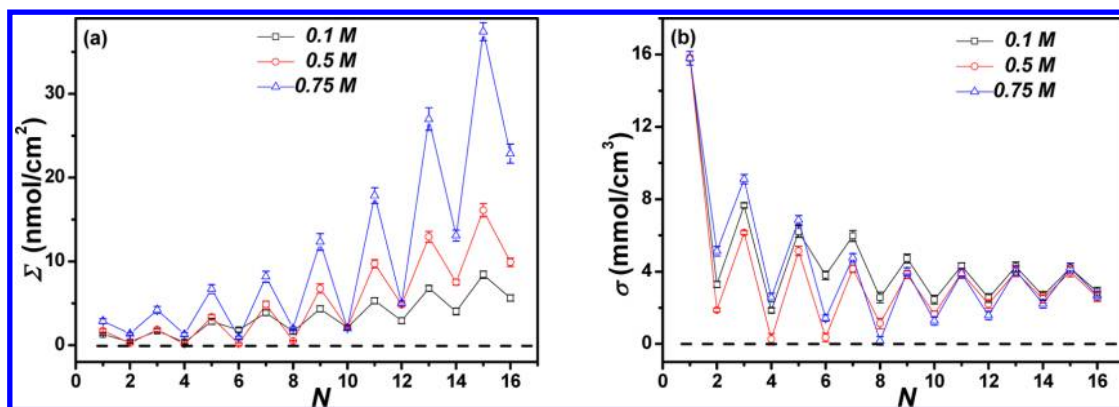 (a)
0.1 M
0.5 M
0.75 M
Σ (nmol/cm²)
30
20
10
0
0 2 4 6 8 10 12 14 16
N
(b)
0.1 M
0.5 M
0.75 M
σ (mmol/cm³)
16
12
8
4
0
0 2 4 6 8 10 12 14 16
N